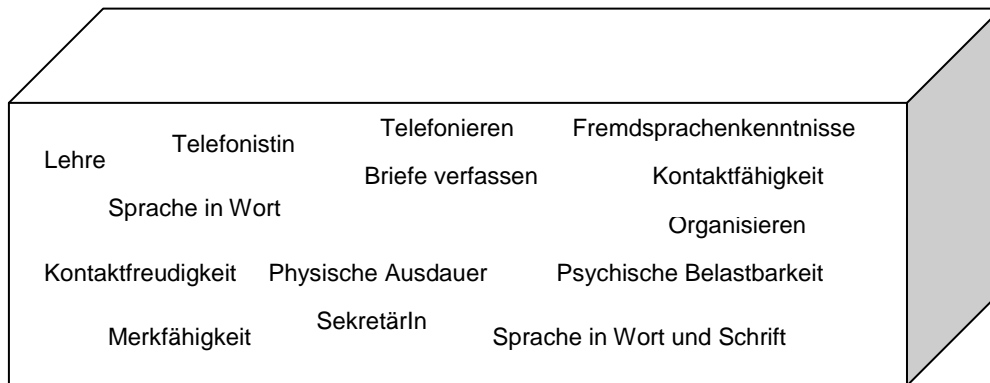 Telefonieren Fremdsprachenkenntnisse
Lehre Telefonistin
Briefe verfassen Kontaktfähigkeit
Sprache in Wort
Organisieren
Kontaktfreudigkeit Physische Ausdauer Psychische Belastbarkeit
SekretärIn
Merkfähigkeit Sprache in Wort und Schrift